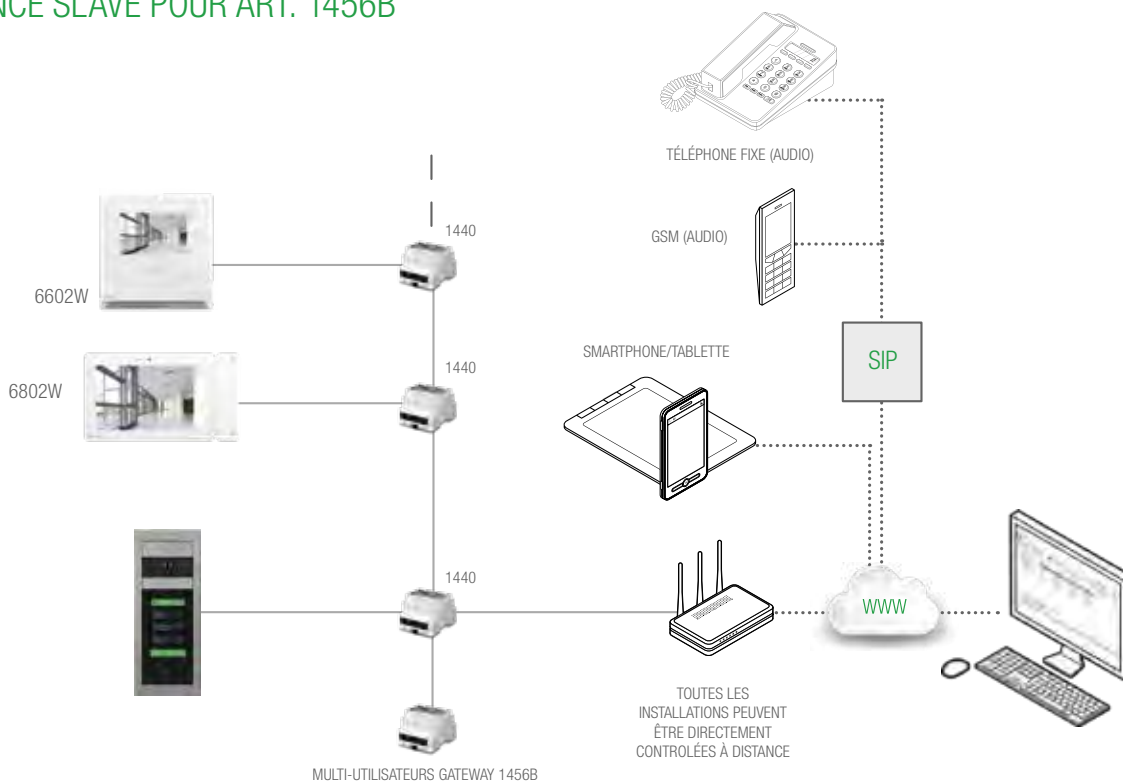 NCE SLAVE POUR ART. 1456B
TÉLÉPHONE FIXE (AUDIO)
1440
GSM (AUDIO)
6602W
SMARTPHONE/TABLETTE
SIP
1440
6802W
1440
WWW
TOUTES LES
INSTALLATIONS PEUVENT
ÊTRE DIRECTEMENT
CONTROLÉES À DISTANCE
MULTI-UTILISATEURS GATEWAY 1456B